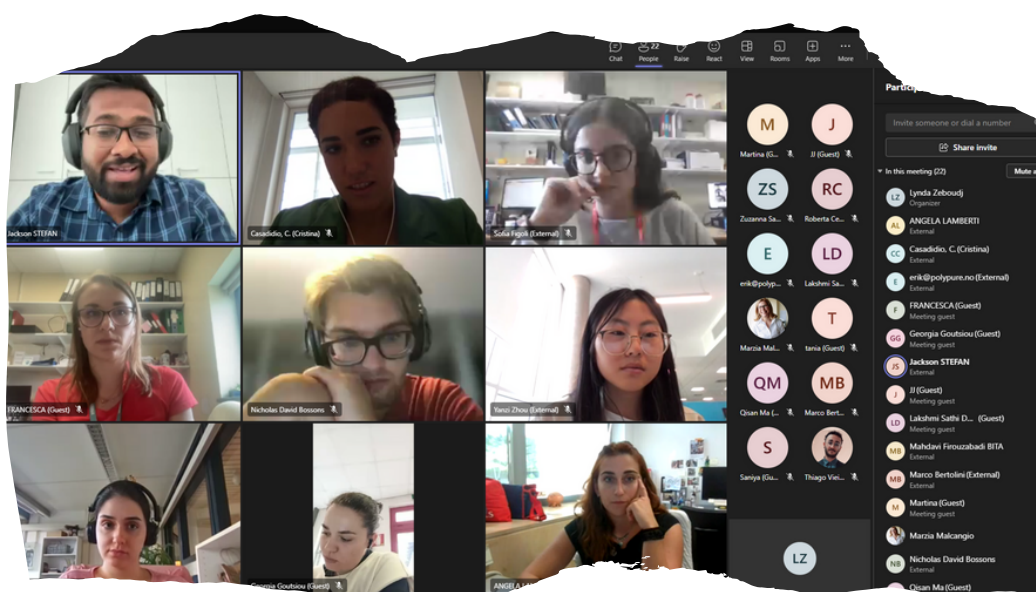 22
Chat People Raise React View Rooms Apps More
Jackson STEFAN
Casadidio, C. (Cristina)
Sofia Figoli (External)
FRANCESCA (Guest)
Nicholas David Bossons
Yanzi Zhou (External)
Georgia Goutsiou (Guest)
ANGELA
M J
Martina (G... JJ (Guest)
ZS RC
Zuzanna Sa... Roberta Ce...
E LD
erik@polyp... Lakshmi Sa...
T
Marzia Mal... tania (Guest)
QM MB
Qisan Ma (... Marco Bert...
S
Saniya (Gu... Thiago Viei...
LZ
Invite someone or dial a number
Share invite
In this meeting (22) Mute
LZ Lynda Zeboudj
Organizer
AL ANGELA LAMBERTI
External
CC Casadidio, C. (Cristina)
External
E erik@polypure.no (External)
External
F FRANCESCA (Guest)
Meeting guest
GG Georgia Goutsiou (Guest)
Meeting guest
JS Jackson STEFAN
External
J JJ (Guest)
Meeting guest
LD Lakshmi Sathi D... (Guest)
Meeting guest
MB Mahdavi Firouzabadi BITA
External
MB Marco Bertolini (External)
External
M Martina (Guest)
Meeting guest
Marzia Malcangio
NB Nicholas David Bossons
External
Qisan Ma (Guest)